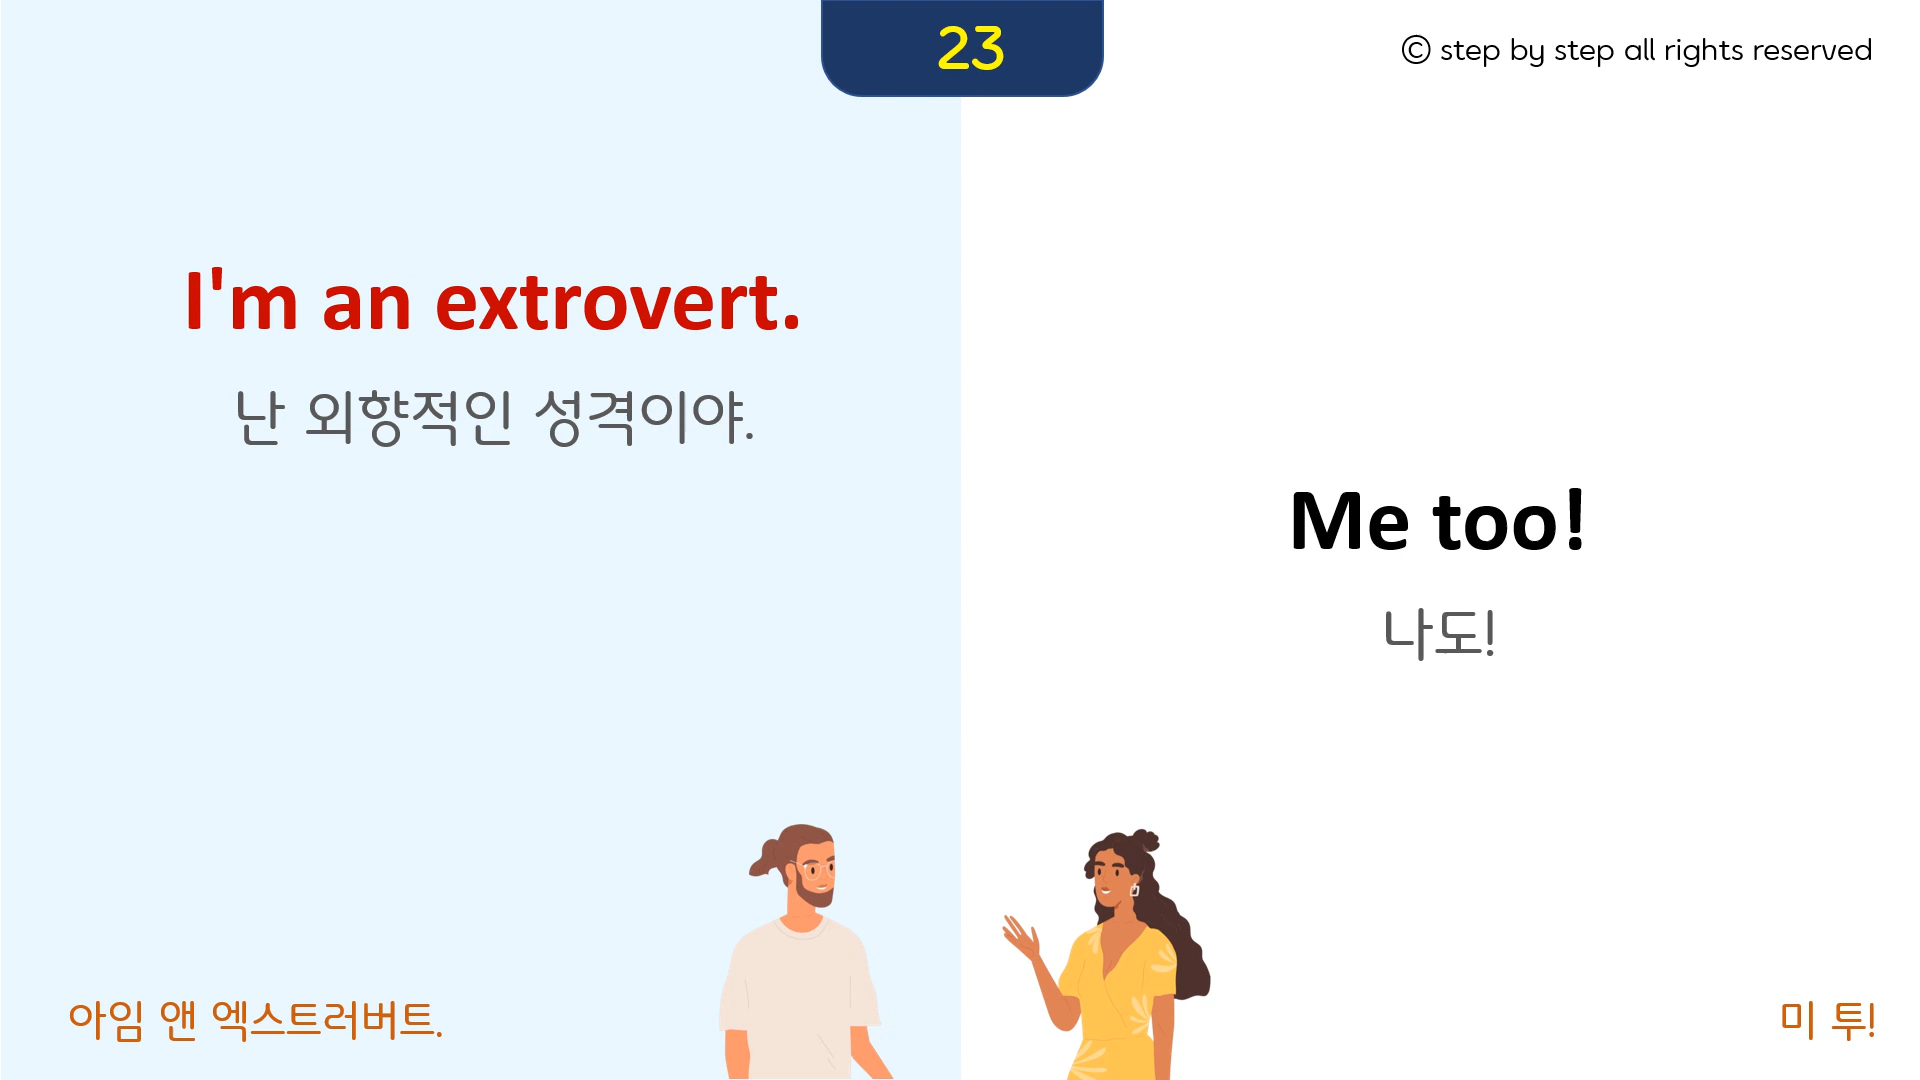 23
© step by step all rights reserved
I'm an extrovert.
난 외향적인 성격이야.
Me too!
나도!
아임 앤 엑스트러버트.
미 투!